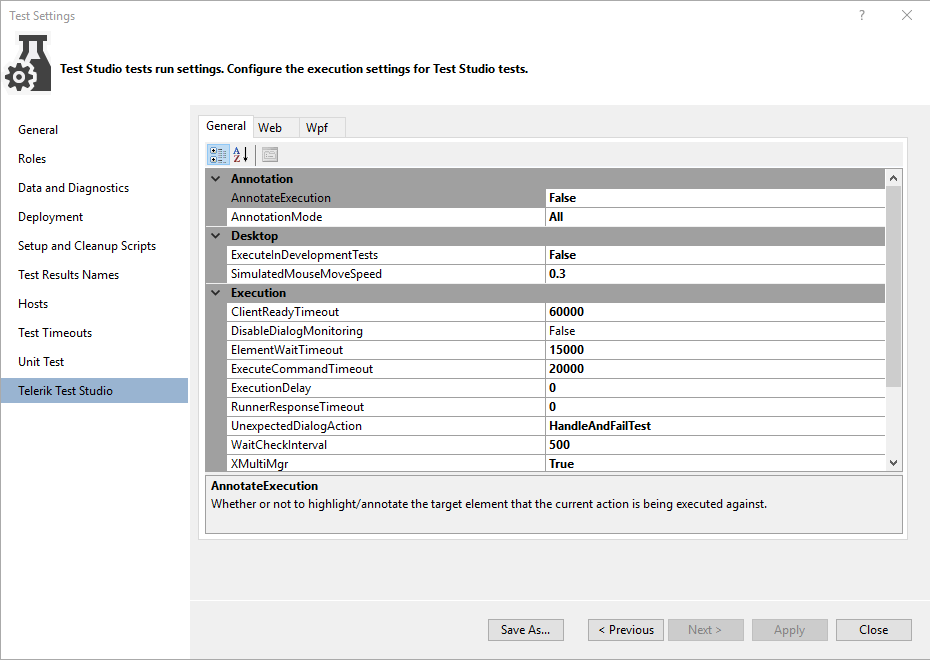 Test Settings
?
Test Studio tests run settings. Configure the execution settings for Test Studio tests.
General
Roles
Data and Diagnostics
Deployment
Setup and Cleanup Scripts
Test Results Names
Hosts
Test Timeouts
Unit Test
Telerik Test Studio
General Web Wpf
AZ
Annotation
AnnotateExecution False
AnnotationMode All
Desktop
ExecuteInDevelopmentTests False
SimulatedMouseMoveSpeed 0.3
Execution
ClientReadyTimeout 60000
DisableDialogMonitoring False
ElementWaitTimeout 15000
ExecuteCommandTimeout 20000
ExecutionDelay 0
RunnerResponseTimeout 0
UnexpectedDialogAction HandleAndFailTest
WaitCheckInterval 500
XMultiMgr True
AnnotateExecution
Whether or not to highlight/annotate the target element that the current action is being executed against.
Save As... < Previous Next > Apply Close